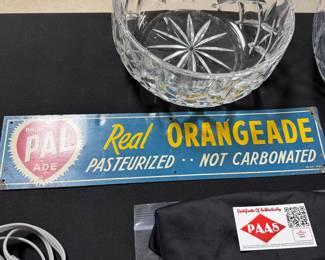 DRINK
PAL
ADE
Real ORANGEADE
PASTEURIZED · · NOT CARBONATED
Certificate Of Authenticity
PAAS